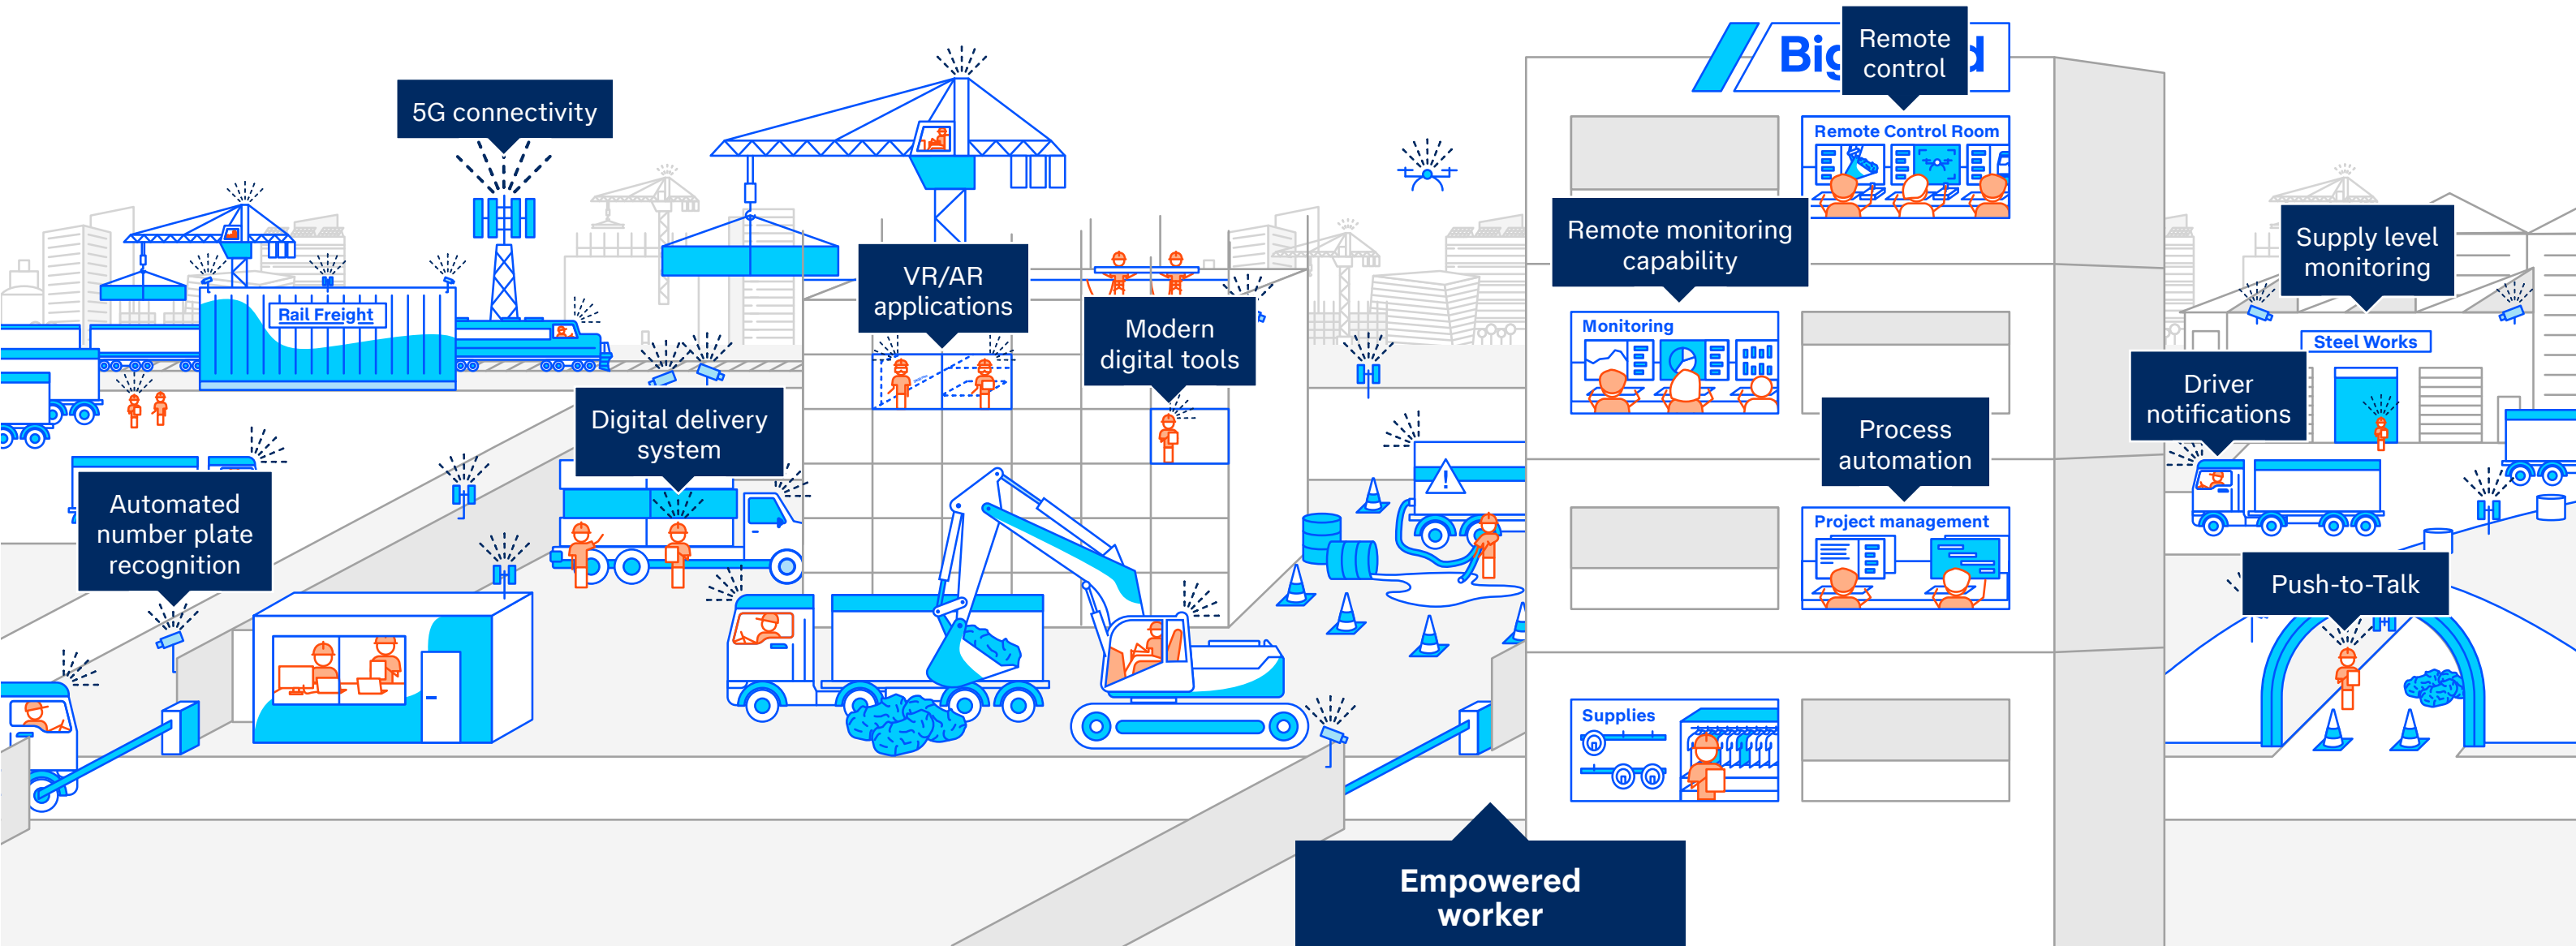 Remote
control
5G connectivity
Remote Control Room
Remote monitoring
capability
Supply level
monitoring
VR/AR
applications
Rail Freight
Modern
digital tools
Monitoring
Steel Works
Driver
notifications
Digital delivery
system
Process
automation
Automated
number plate
recognition
Project management
Push-to-Talk
Supplies
Empowered
worker